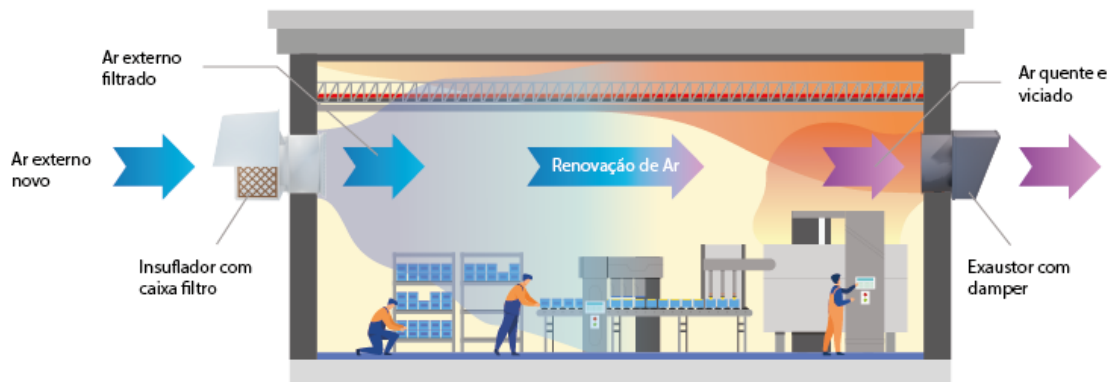 Ar externo
filtrado
Ar quente e
viciado
Ar externo
novo
Renovação de Ar
Insuflador com
caixa filtro
Exaustor com
damper